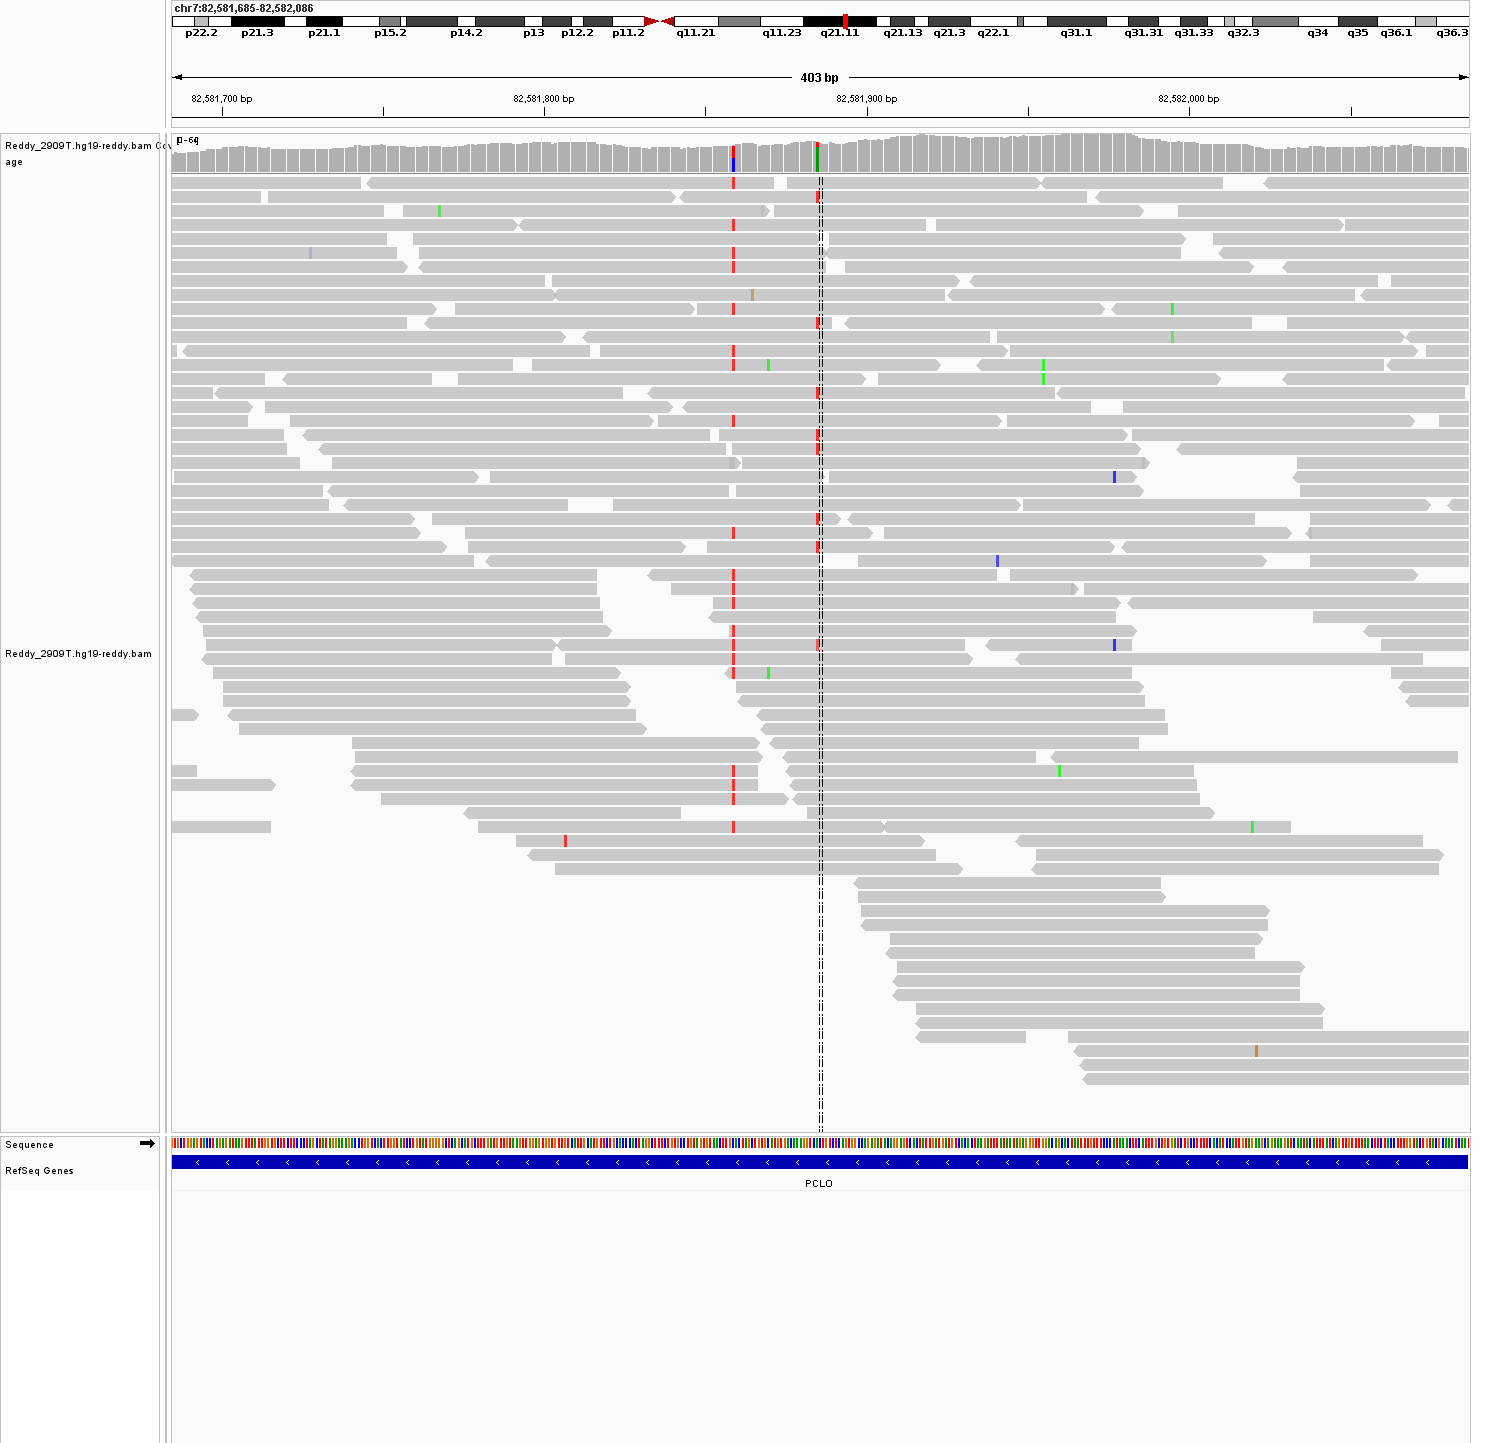 chr7:82,581,685-82,582,086
p22.2 p21.3 p21.1 p15.2 p14.2 p13 p12.2 p11.2 q11.21 q11.23 q21.11 q21.13 q21.3 q22.1 q31.1 q31.31 q31.33 q32.3 q34 q35 q36.1 q36.3
403 bp
82,581,700 bp 82,581,800 bp 82,581,900 bp 82,582,000 bp
Reddy_2909T.hg19-reddy.bam Cov
age
[0-64]
Reddy_2909T.hg19-reddy.bam
Sequence
RefSeq Genes
PCLO